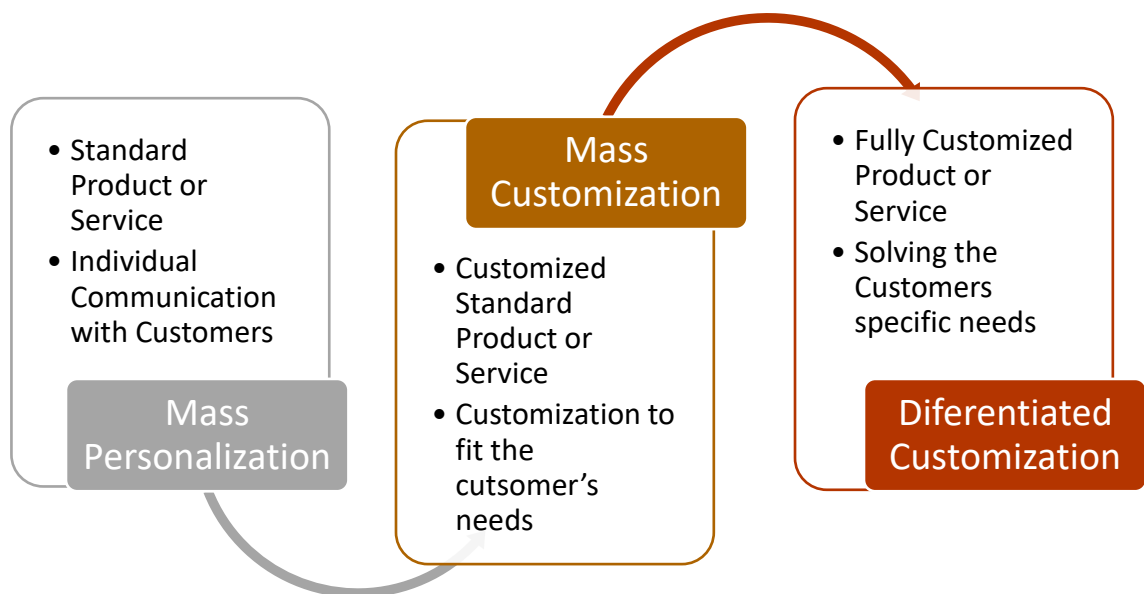 • Standard
Product or
Service
• Individual
Communication
with Customers
Mass
Personalization
Mass
Customization
• Customized
Standard
Product or
Service
• Customization to
fit the
cutsomer’s
needs
• Fully Customized
Product or
Service
• Solving the
Customers
specific needs
Diferentiated
Customization